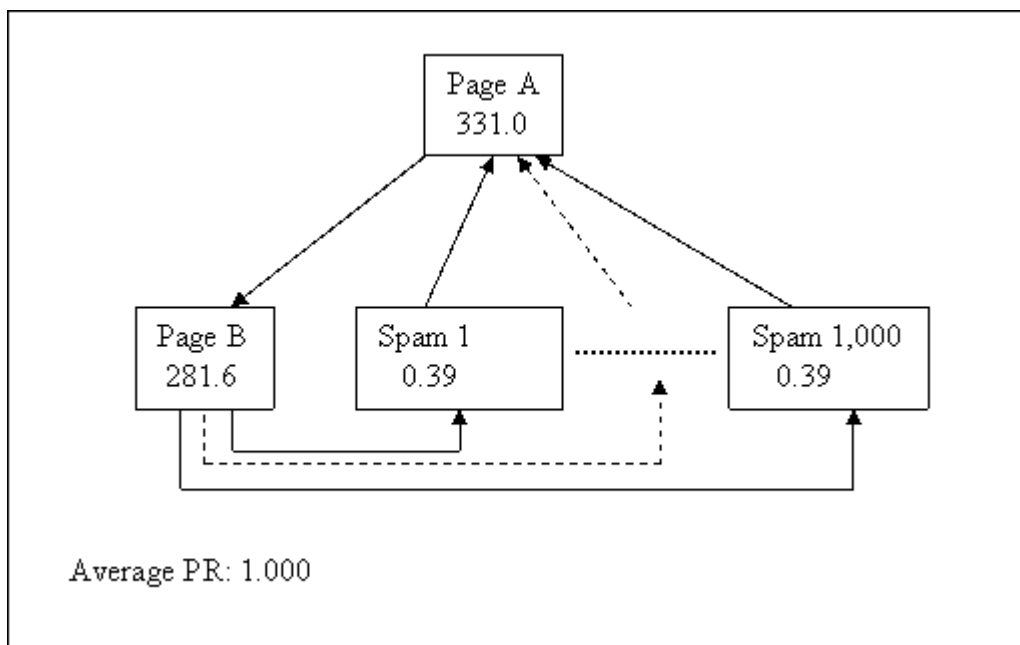 Page A
331.0
Page B
281.6
Spam 1
0.39
Spam 1,000
0.39
Average PR: 1.000